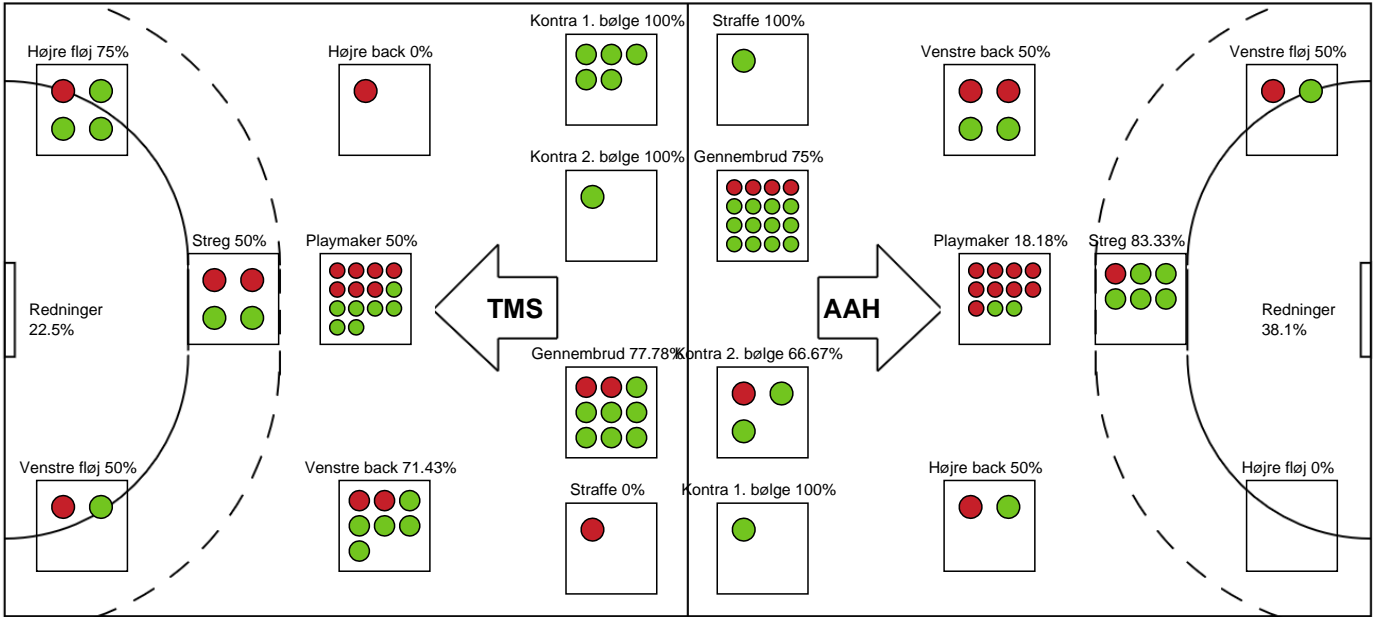 Kontra 1. bølge 100%
Straffe 100%
Højre fløj 75%
Højre back 0%
Venstre back 50%
Venstre fløj 50%
Kontra 2. bølge 100%
Gennembrud 75%
Streg 50%
Playmaker 50%
Playmaker 18.18%
Streg 83.33%
Redninger
22.5%
TMS
AAH
Redninger
38.1%
Gennembrud 77.78%
Kontra 2. bølge 66.67%
Venstre fløj 50%
Venstre back 71.43%
Straffe 0%
Kontra 1. bølge 100%
Højre back 50%
Højre fløj 0%